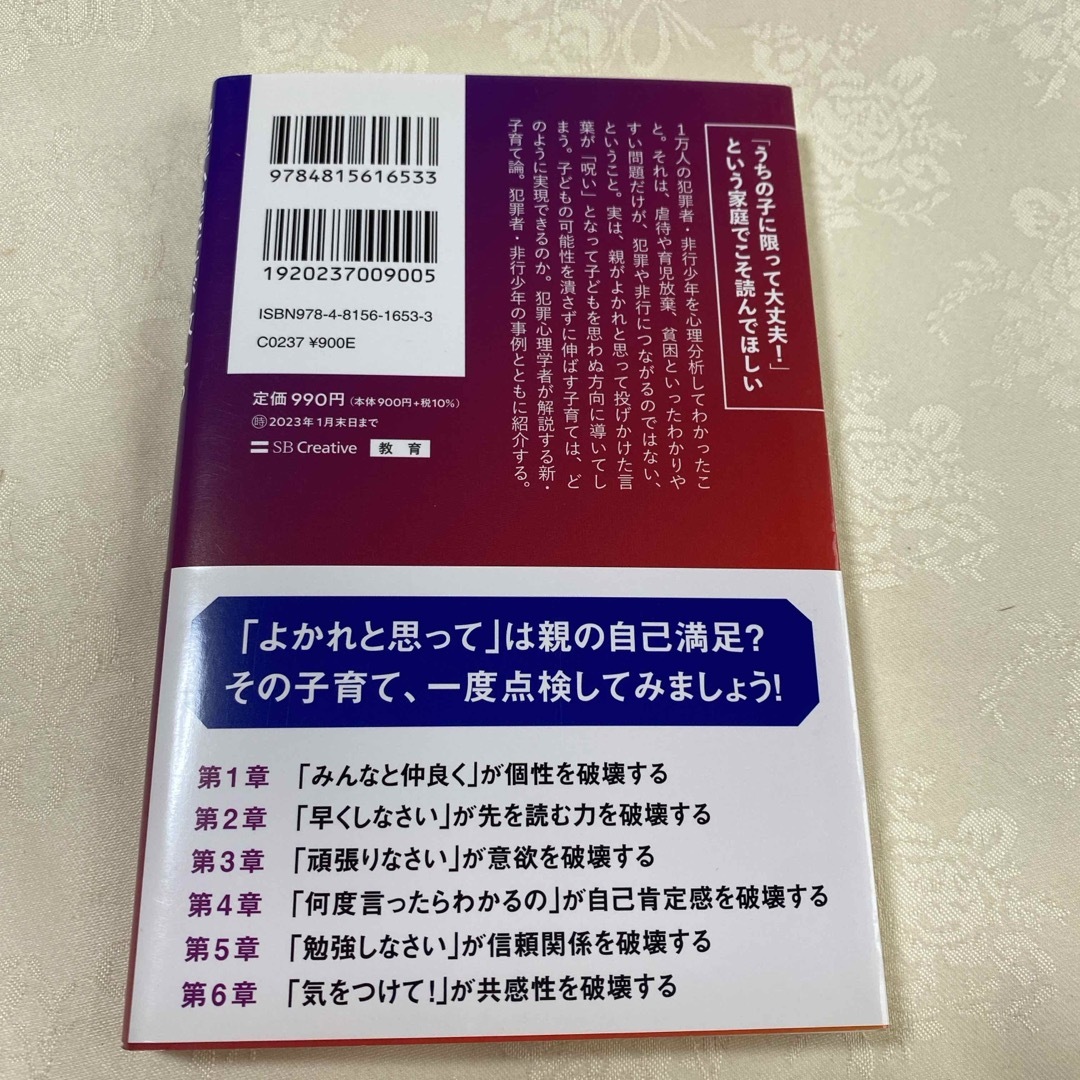 「うちの子に限って大丈夫！」
という家庭でこそ読んでほしい
1万人の犯罪者・非行少年を心理分析してわかったこ
と。それは、虐待や育児放棄、貧困といったわかりや
すい問題だけが、犯罪や非行につながるのではない、
ということ。実は、親がよかれと思って投げかけた言
葉が「呪い」となって子どもを思わぬ方向に導いてし
まう。子どもの可能性を潰さずに伸ばす子育ては、ど
のように実現できるのか。犯罪心理学者が解説する新・
子育て論。犯罪者・非行少年の事例とともに紹介する。
9784815616533
1920237009005
ISBN978-4-8156-1653-3
C0237 ¥900E
定価 990円（本体900円+税10%）
時 2023年1月末日まで
SB Creative 教育
「よかれと思って」は親の自己満足?
その子育て、一度点検してみましょう!
第1章 「みんなと仲良く」が個性を破壊する
第2章 「早くしなさい」が先を読む力を破壊する
第3章 「頑張りなさい」が意欲を破壊する
第4章 「何度言ったらわかるの」が自己肯定感を破壊する
第5章 「勉強しなさい」が信頼関係を破壊する
第6章 「気をつけて!」が共感性を破壊する